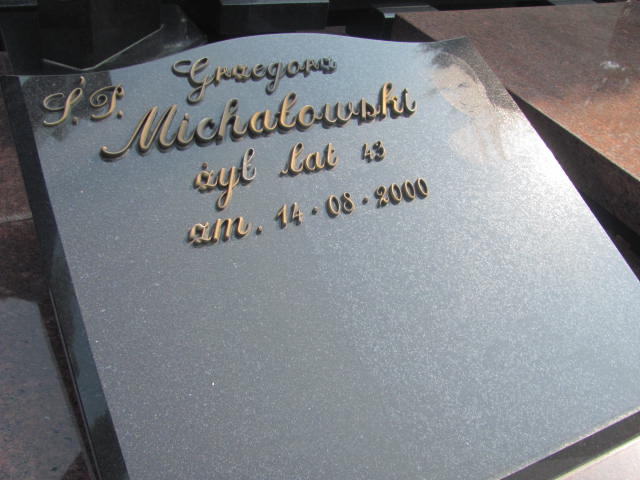 Ś.P. Grzegorz
Michałowski
żył lat 43
zm. 14.08.2000